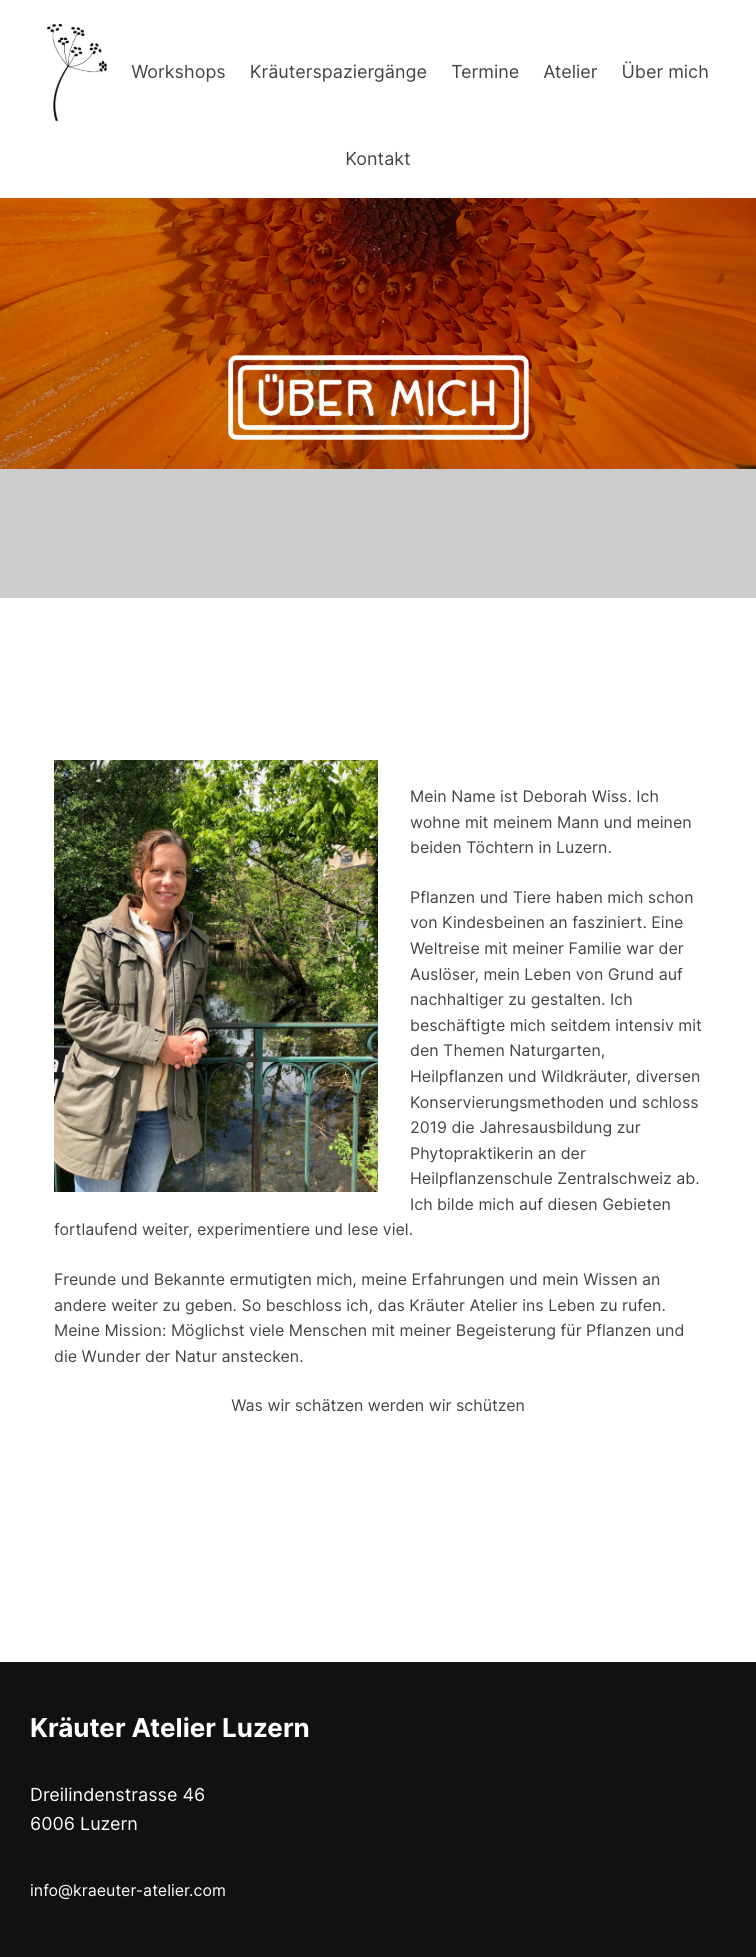 Workshops Kräuterspaziergänge Termine Atelier Über mich
Kontakt
ÜBER MICH
Mein Name ist Deborah Wiss. Ich
wohne mit meinem Mann und meinen
beiden Töchtern in Luzern.
Pflanzen und Tiere haben mich schon
von Kindesbeinen an fasziniert. Eine
Weltreise mit meiner Familie war der
Auslöser, mein Leben von Grund auf
nachhaltiger zu gestalten. Ich
beschäftigte mich seitdem intensiv mit
den Themen Naturgarten,
Heilpflanzen und Wildkräuter, diversen
Konservierungsmethoden und schloss
2019 die Jahresausbildung zur
Phytopraktikerin an der
Heilpflanzenschule Zentralschweiz ab.
Ich bilde mich auf diesen Gebieten
fortlaufend weiter, experimentiere und lese viel.
Freunde und Bekannte ermutigten mich, meine Erfahrungen und mein Wissen an
andere weiter zu geben. So beschloss ich, das Kräuter Atelier ins Leben zu rufen.
Meine Mission: Möglichst viele Menschen mit meiner Begeisterung für Pflanzen und
die Wunder der Natur anstecken.
Was wir schätzen werden wir schützen
Kräuter Atelier Luzern
Dreilindenstrasse 46
6006 Luzern
info@kraeuter-atelier.com